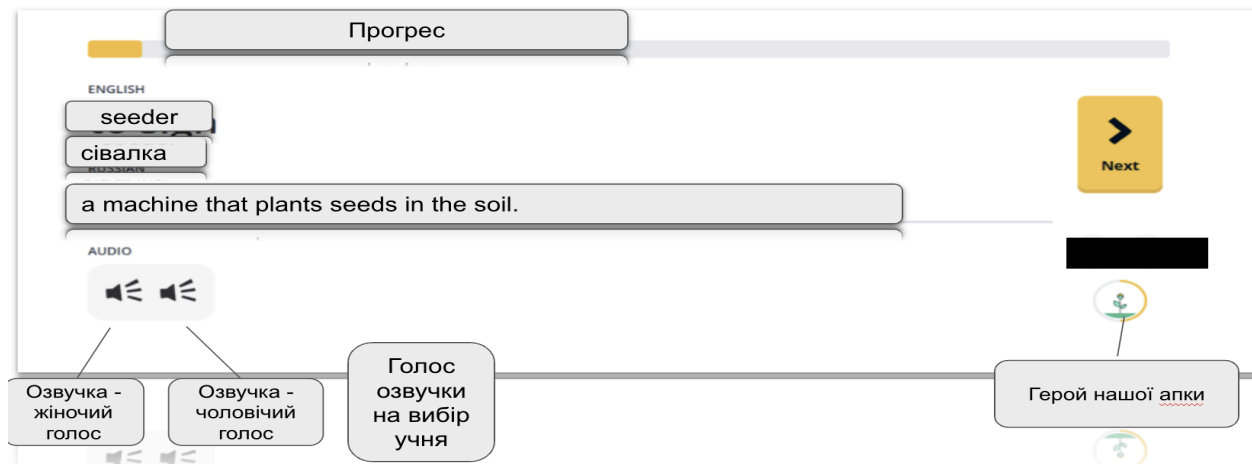 Прогрес
ENGLISH
seeder
сівалка
RUSSIAN
a machine that plants seeds in the soil.
Next
AUDIO
Озвучка -
жіночий
голос
Озвучка -
чоловічий
голос
Голос
озвучки
на вибір
учня
Герой нашої апки